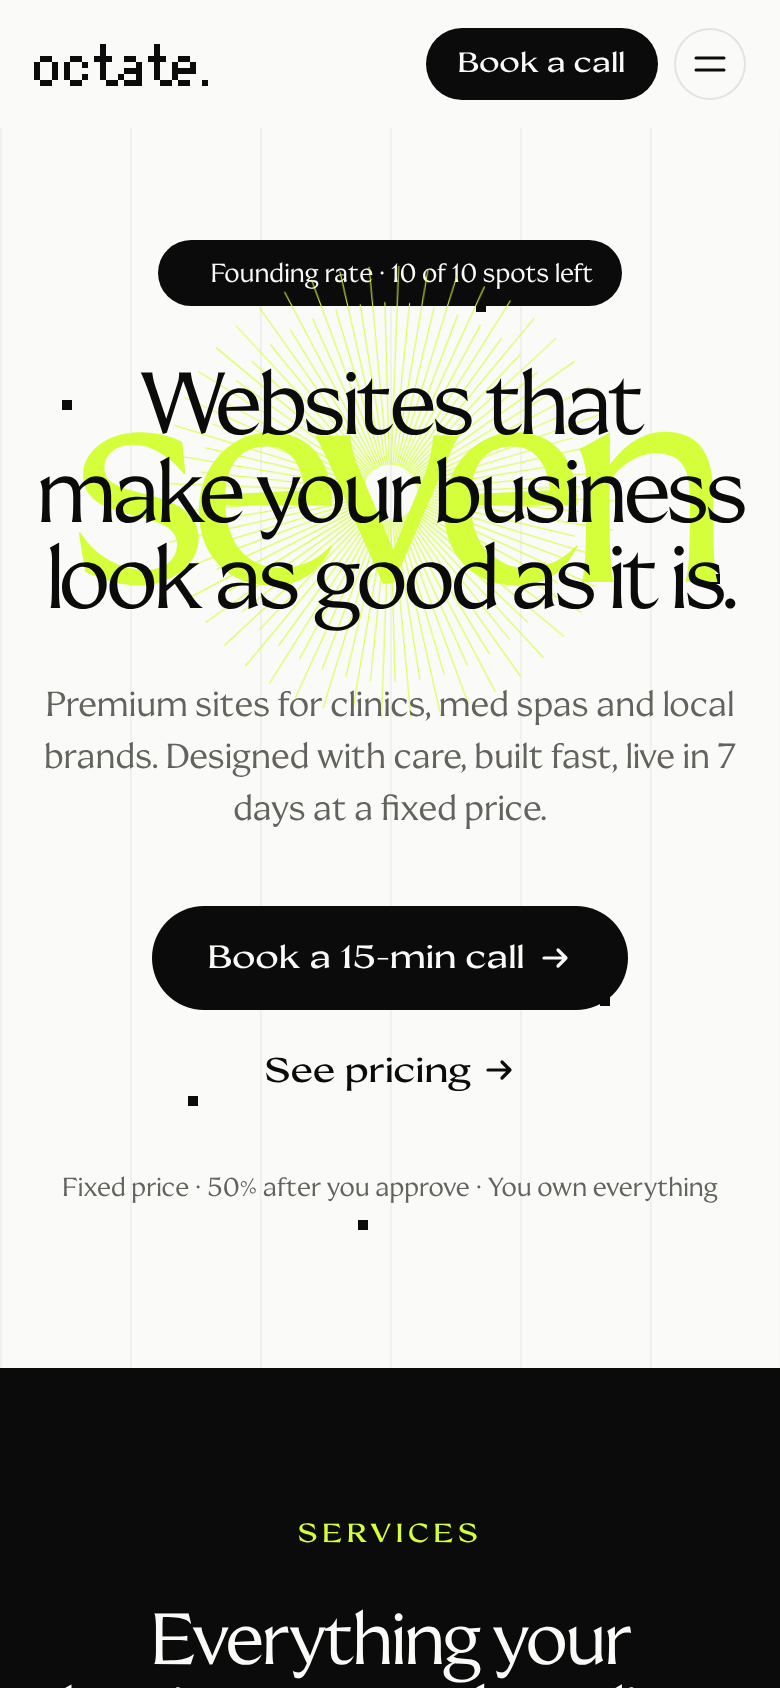 octate.
Book a call
Founding rate · 10 of 10 spots left
seven
Websites that
make your business
look as good as it is.
Premium sites for clinics, med spas and local
brands. Designed with care, built fast, live in 7
days at a fixed price.
Book a 15-min call →
See pricing →
Fixed price · 50% after you approve · You own everything
SERVICES
Everything your